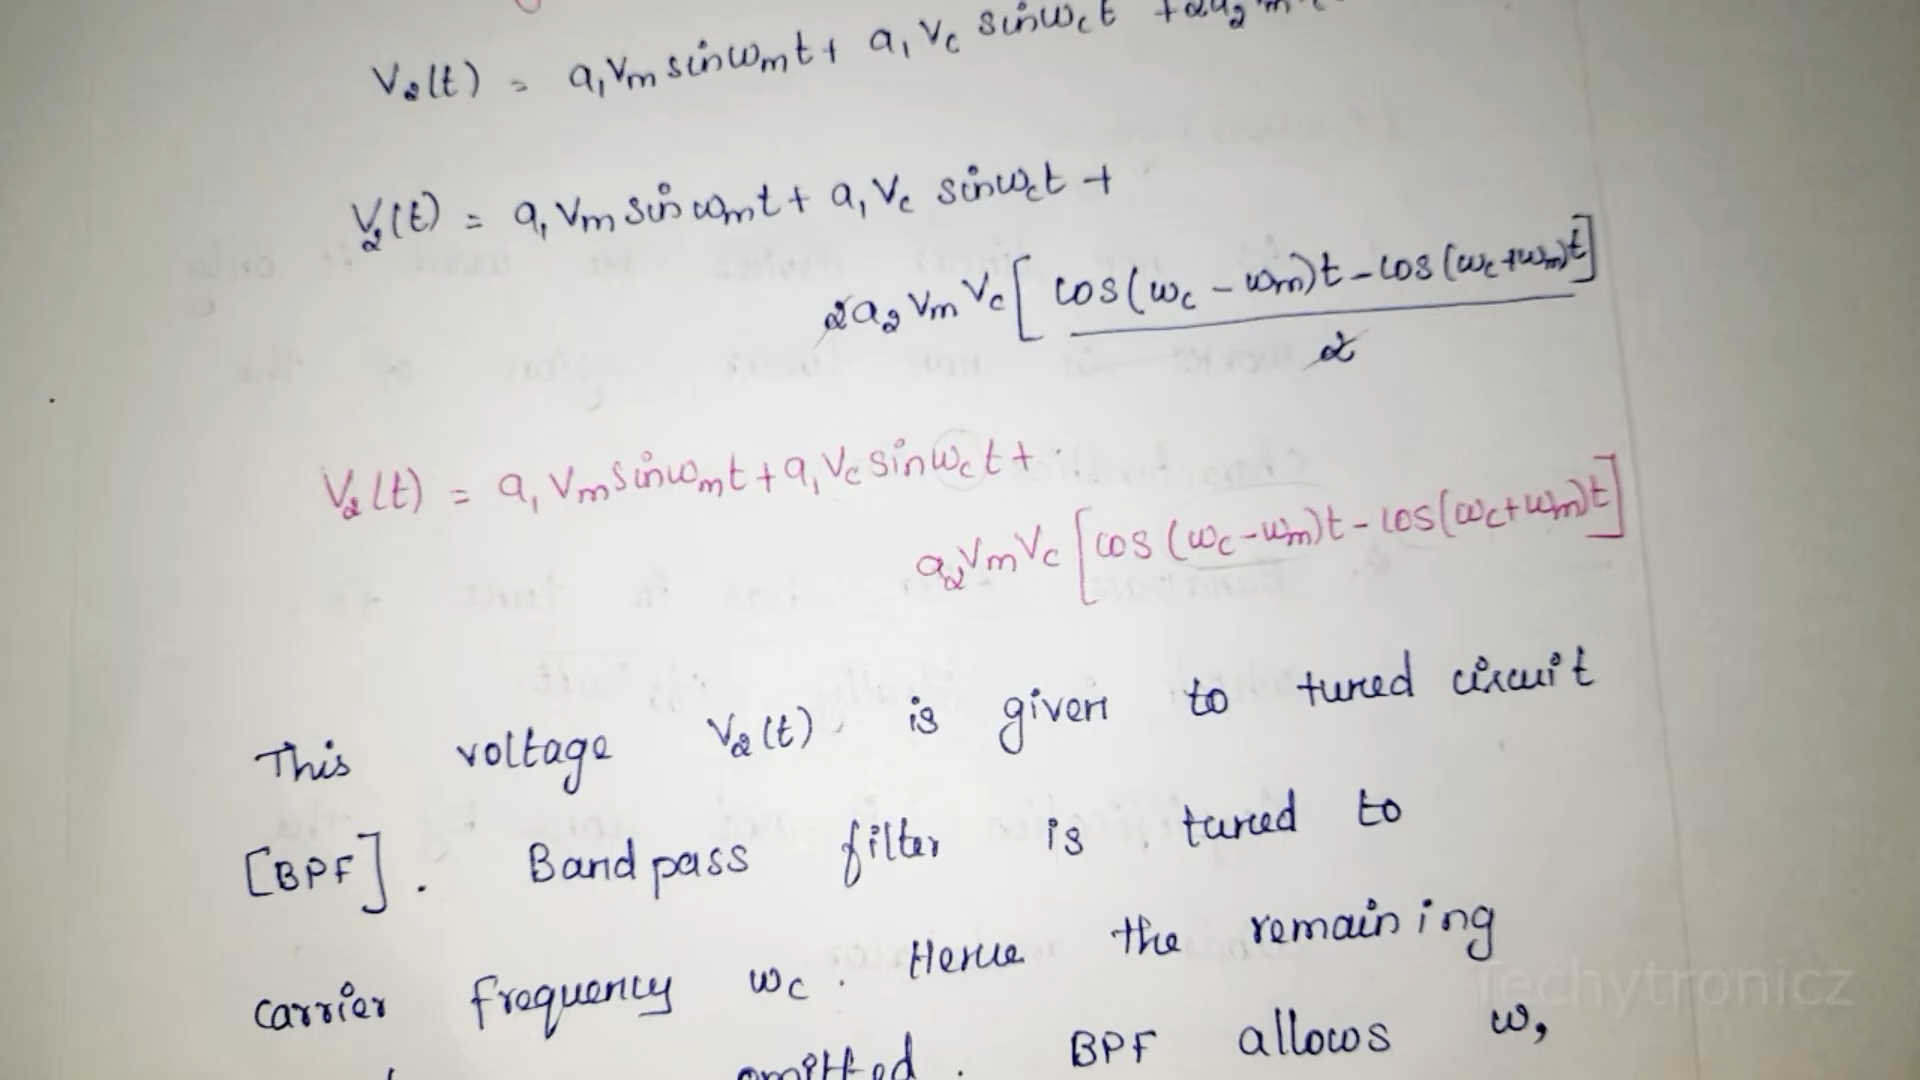 V₂(t) = a₁Vm sinωmt + a₁Vc sinωct + 2a₂
V₂(t) = a₁Vm sinωmt + a₁Vc sinωct +
2a₂VmVc [cos(ωc - ωm)t - cos(ωc+ωm)t]
2
V₂(t) = a₁Vm sinωmt + a₁Vc sinωct +
a₂VmVc [cos(ωc-ωm)t - cos(ωc+ωm)t]
This voltage V₂(t) is given to tuned circuit
[BPF]. Bandpass filter is tuned to
carrier frequency ωc. Hence the remaining
omitted. BPF allows ω,
Techytronicz